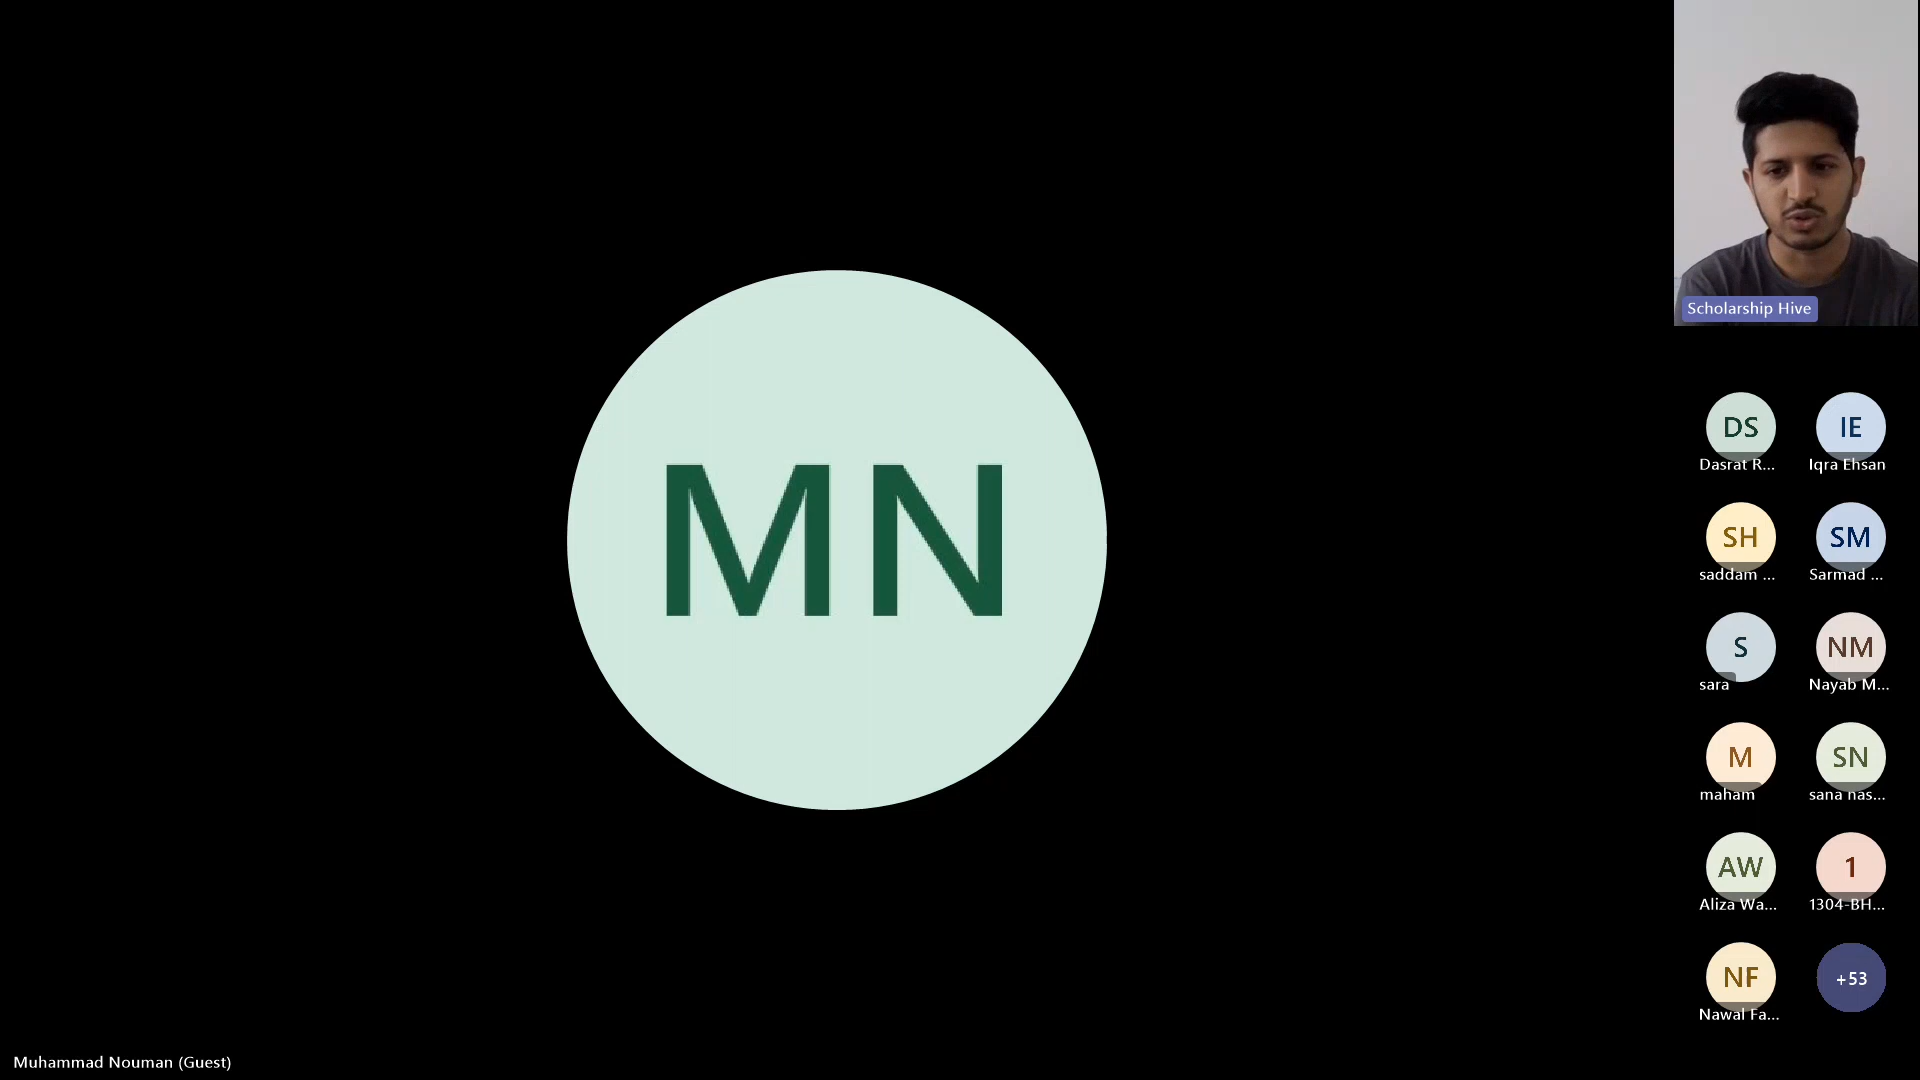 MN
Scholarship Hive
DS
IE
Dasrat R...
Iqra Ehsan
SH
SM
saddam ...
Sarmad ...
S
NM
sara
Nayab M...
M
SN
maham
sana nas...
AW
1
Aliza Wa...
1304-BH...
NF
+53
Nawal Fa...
Muhammad Nouman (Guest)